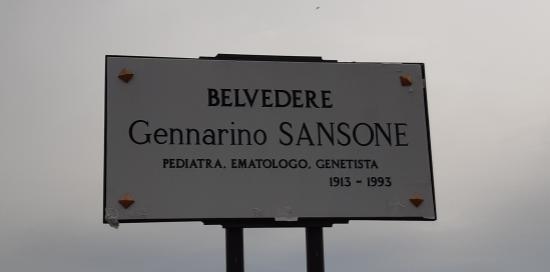 BELVEDERE
Gennarino SANSONE
PEDIATRA, EMATOLOGO, GENETISTA
1913 - 1993